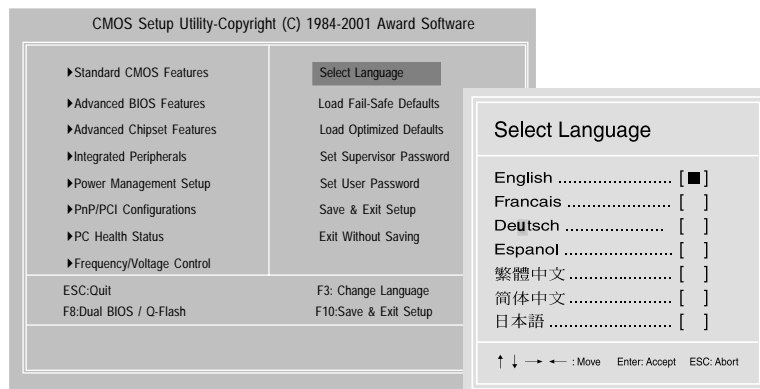 CMOS Setup Utility-Copyright (C) 1984-2001 Award Software
▶Standard CMOS Features
▶Advanced BIOS Features
▶Advanced Chipset Features
▶Integrated Peripherals
▶Power Management Setup
▶PnP/PCI Configurations
▶PC Health Status
▶Frequency/Voltage Control
Select Language
Load Fail-Safe Defaults
Load Optimized Defaults
Set Supervisor Password
Set User Password
Save & Exit Setup
Exit Without Saving
ESC:Quit
F8:Dual BIOS / Q-Flash
F3: Change Language
F10:Save & Exit Setup
Select Language
English ...................... [■]
Francais ..................... [ ]
Deutsch ................... [ ]
Espanol ..................... [ ]
繁體中文 .................... [ ]
简体中文 .................... [ ]
日本語 ....................... [ ]
↑ ↓ → ← : Move Enter: Accept ESC: Abort